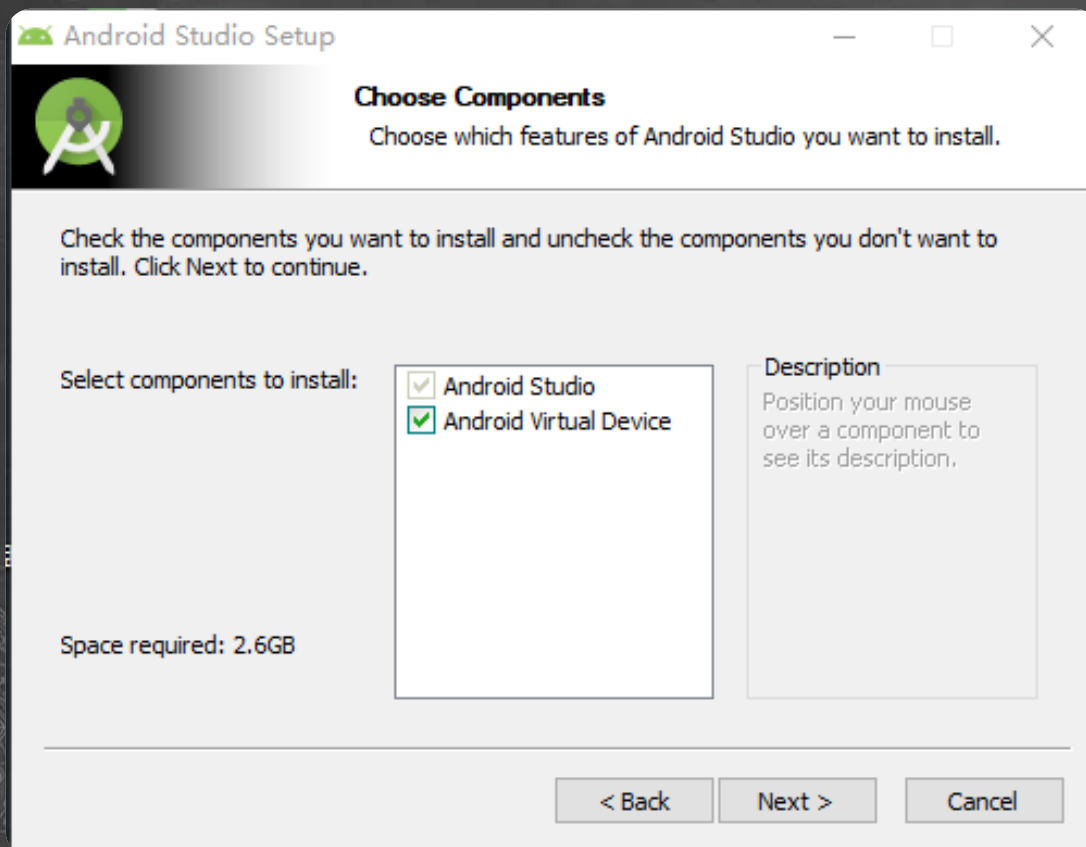 Android Studio Setup
Choose Components
Choose which features of Android Studio you want to install.
Check the components you want to install and uncheck the components you don't want to
install. Click Next to continue.
Select components to install:
Android Studio
Android Virtual Device
Description
Position your mouse
over a component to
see its description.
Space required: 2.6GB
< Back
Next >
Cancel